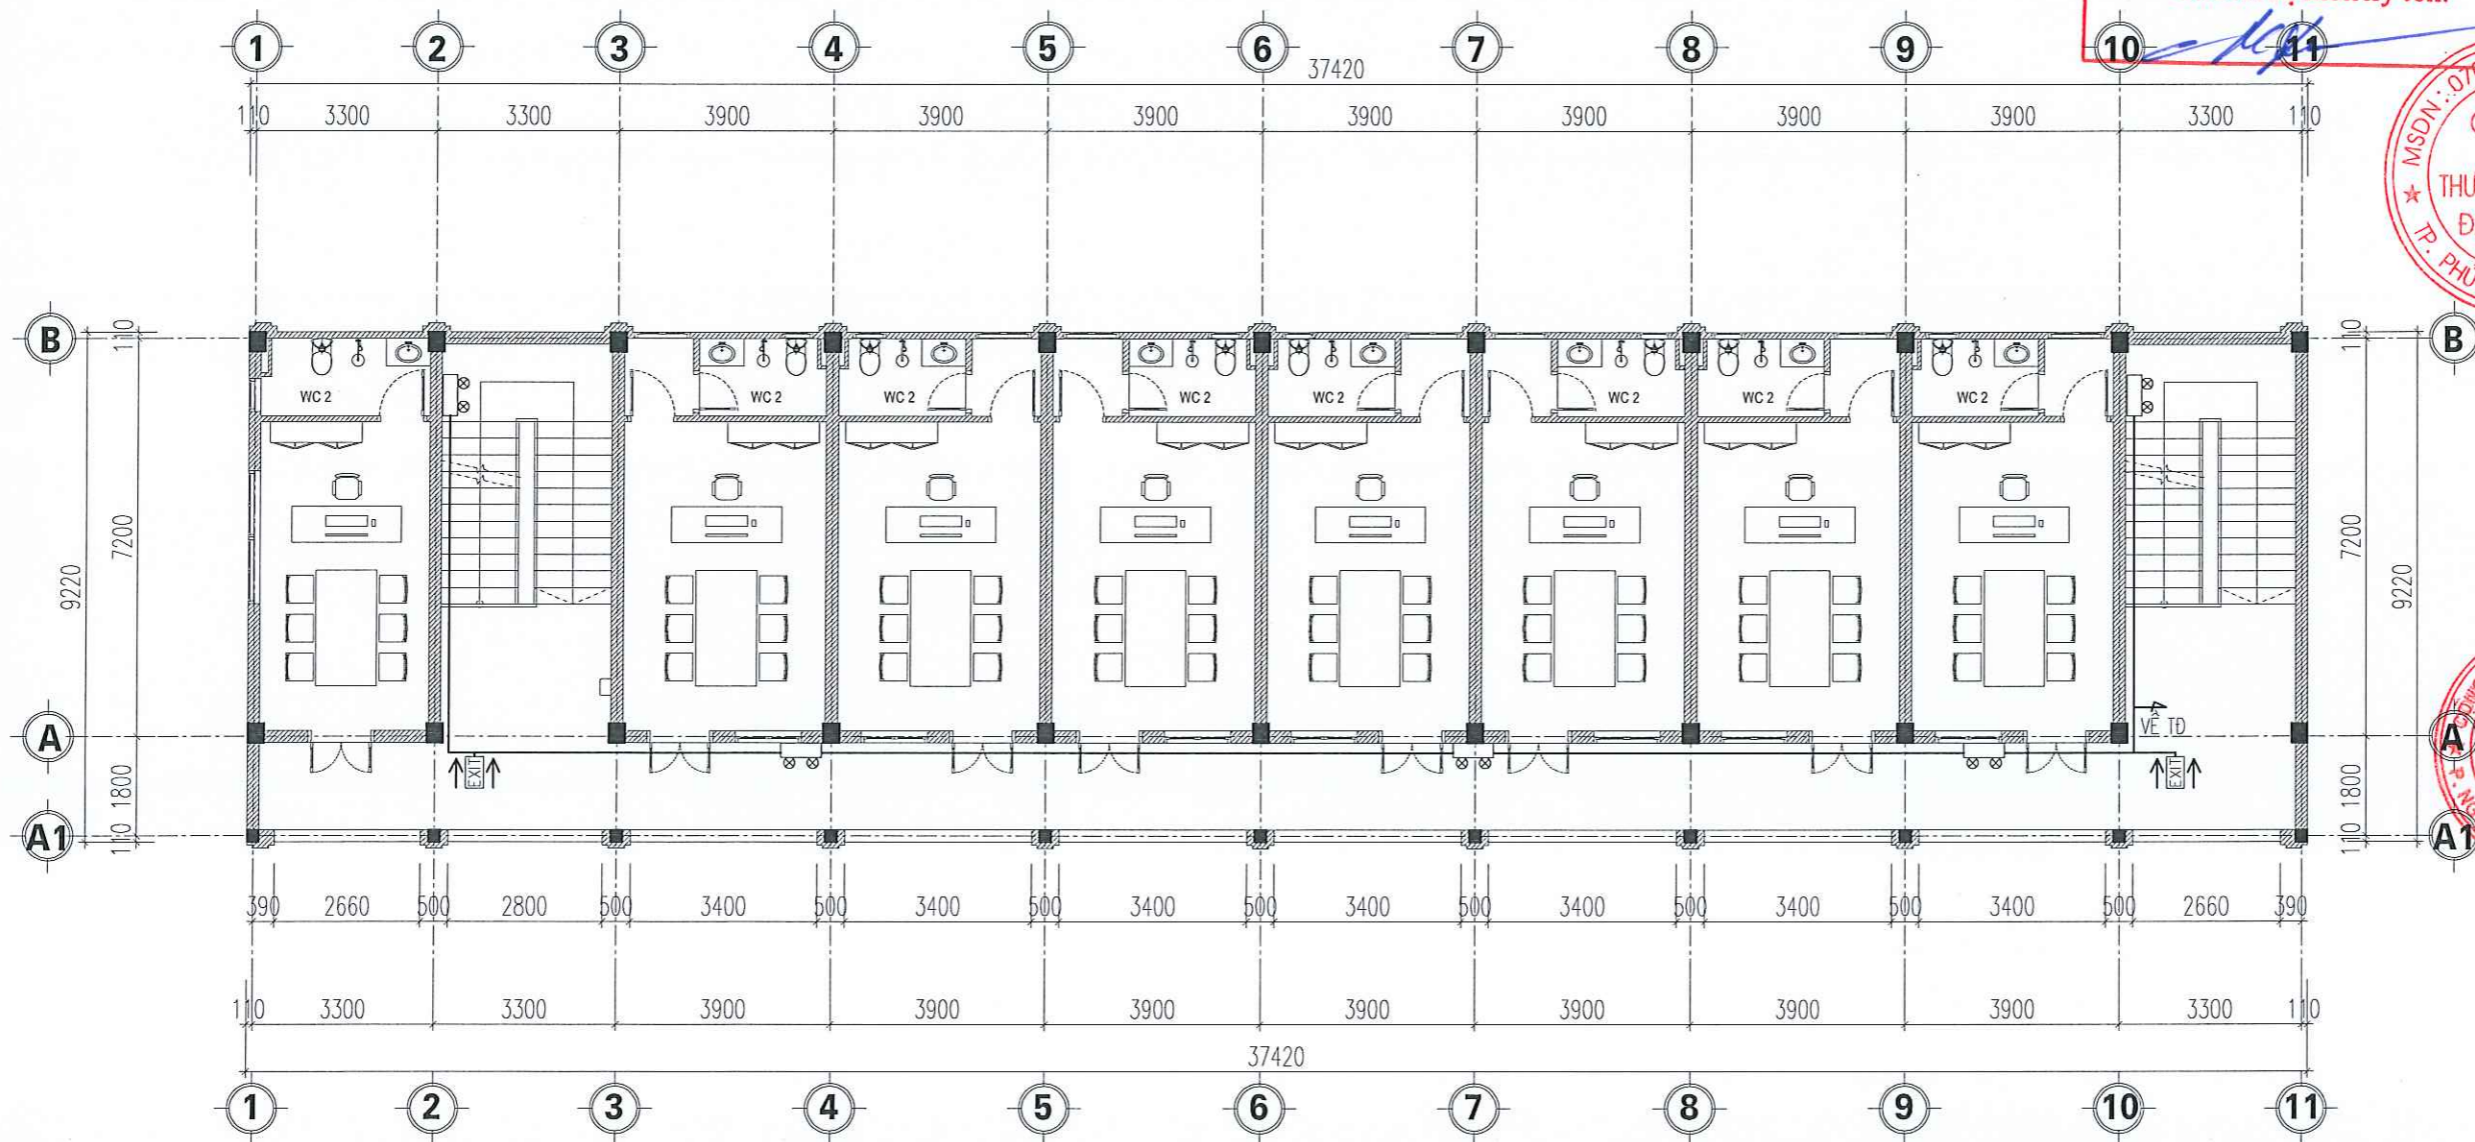 1 2 3 4 5 6 7 8 9 10 11
37420
110 3300 3300 3900 3900 3900 3900 3900 3900 3900 3300 110
MSDN:
THU
TP. PHỦ
B B
110 110
WC 2 WC 2 WC 2 WC 2 WC 2 WC 2 WC 2 WC 2
7200 7200
9220 9220
A VỀ TĐ A
EXIT EXIT
1800 1800
A1 A1
110 110
390 2660 500 2800 500 3400 500 3400 500 3400 500 3400 500 3400 500 3400 500 3400 500 2660 390
110 3300 3300 3900 3900 3900 3900 3900 3900 3900 3300 110
37420
1 2 3 4 5 6 7 8 9 10 11